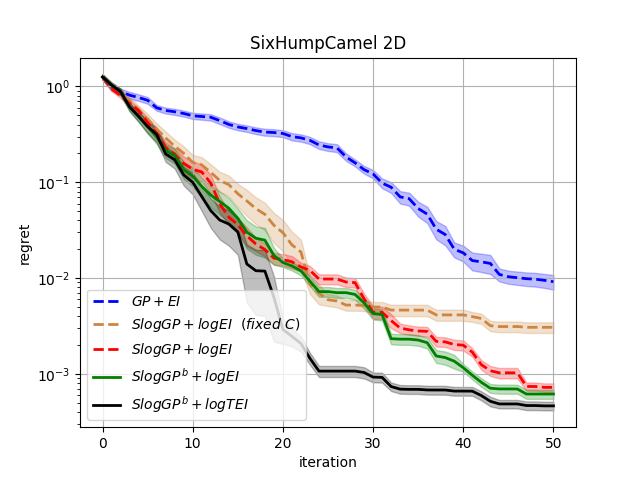 SixHumpCamel 2D
regret
10⁰
10⁻¹
10⁻²
10⁻³
GP + EI
SlogGP + logEI (fixed C)
SlogGP + logEI
SlogGPᵇ + logEI
SlogGPᵇ + logTEI
0 10 20 30 40 50
iteration